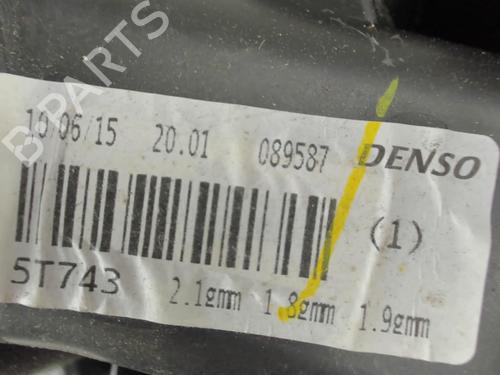 B-PARTS
10/06/15 20.01 089587 DENSO
(1)
5T743 2.1gmm 1.8gmm 1.9gmm